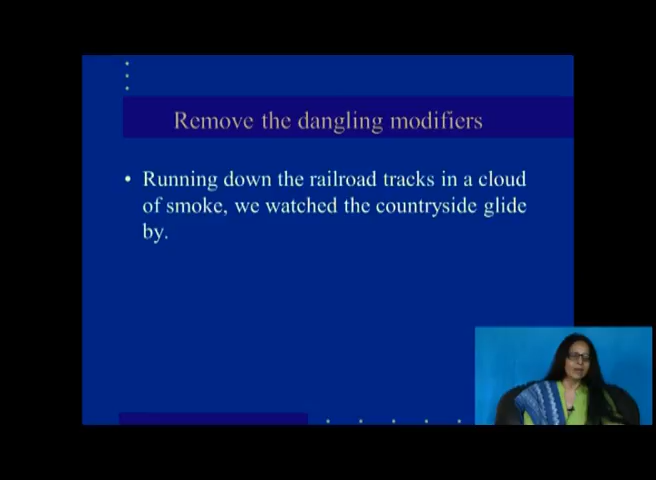 Remove the dangling modifiers
• Running down the railroad tracks in a cloud
of smoke, we watched the countryside glide
by.